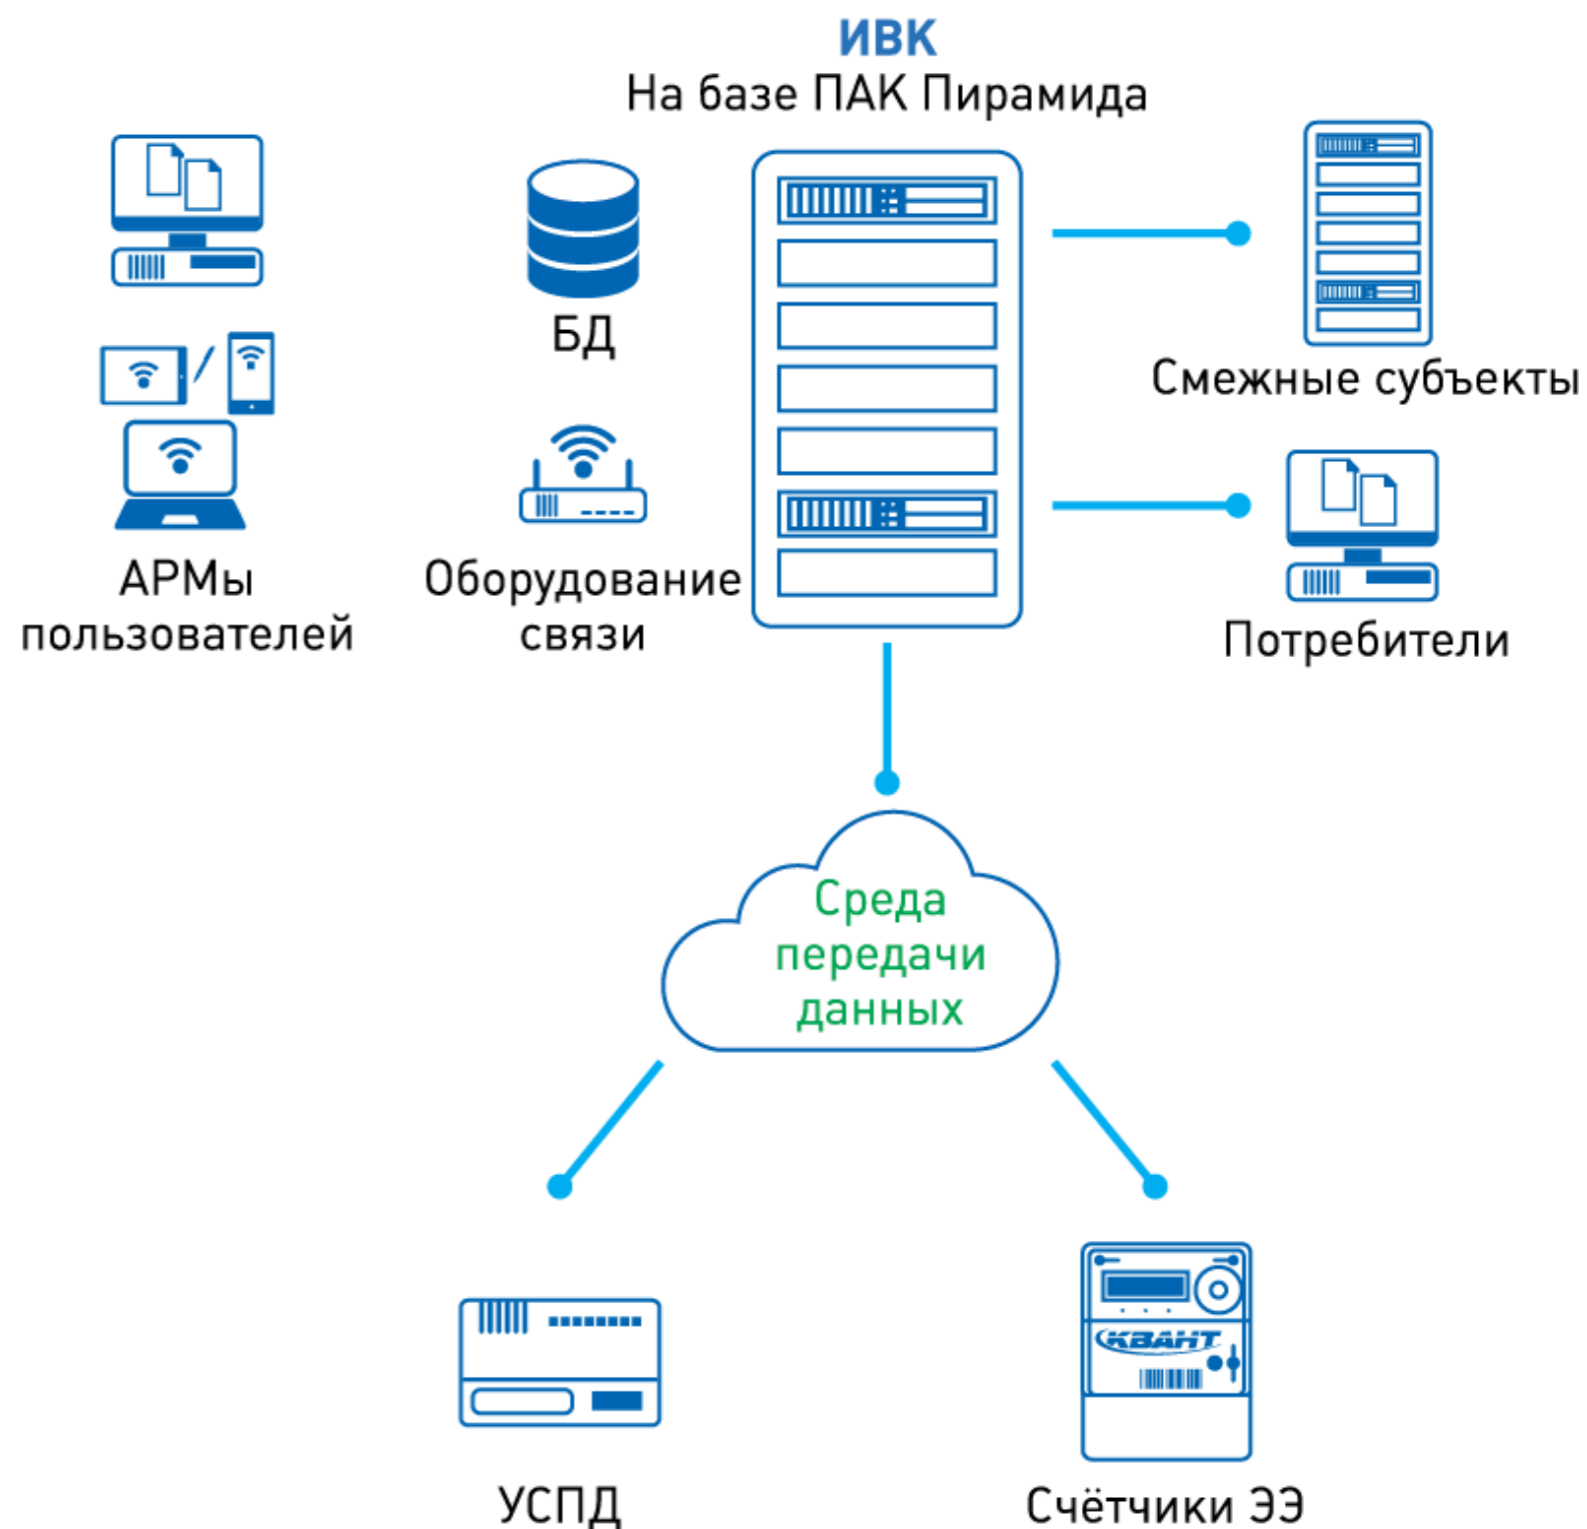 ИВК
На базе ПАК Пирамида
БД
Смежные субъекты
АРМы
пользователей
Оборудование
связи
Потребители
Среда
передачи
данных
КВАНТ
УСПД
Счётчики ЭЭ